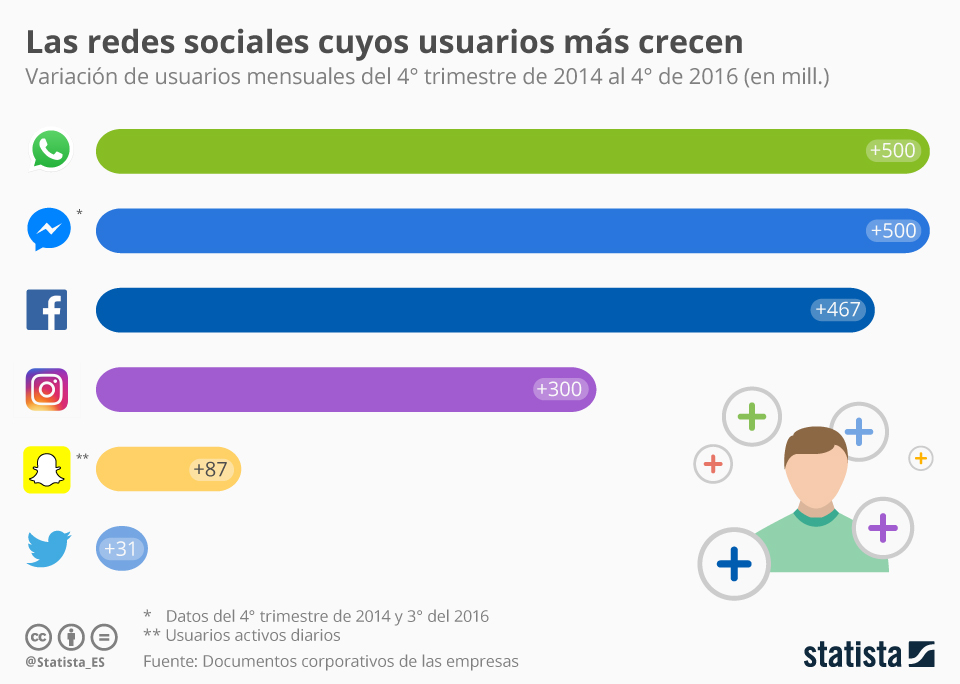 Las redes sociales cuyos usuarios más crecen
Variación de usuarios mensuales del 4° trimestre de 2014 al 4° de 2016 (en mill.)
+500
*
+500
+467
+300
**
+87
+31
* Datos del 4° trimestre de 2014 y 3° del 2016
** Usuarios activos diarios
@Statista_ES
Fuente: Documentos corporativos de las empresas
statista